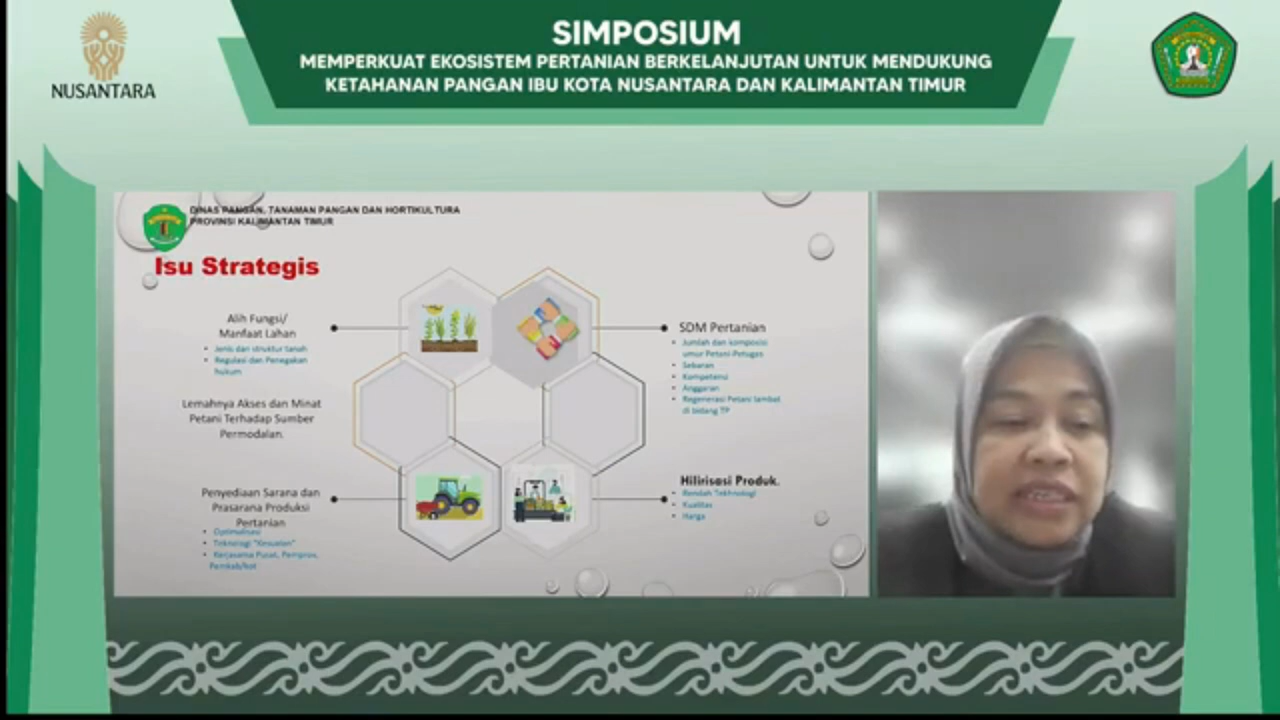 SIMPOSIUM
MEMPERKUAT EKOSISTEM PERTANIAN BERKELANJUTAN UNTUK MENDUKUNG
KETAHANAN PANGAN IBU KOTA NUSANTARA DAN KALIMANTAN TIMUR
NUSANTARA
DINAS PANGAN, TANAMAN PANGAN DAN HORTIKULTURA
PROVINSI KALIMANTAN TIMUR
Isu Strategis
Alih Fungsi/
Manfaat Lahan
• Jenis dan struktur tanah
• Regulasi dan Penegakan
hukum
Lemahnya Akses dan Minat
Petani Terhadap Sumber
Permodalan.
Penyediaan Sarana dan
Prasarana Produksi
Pertanian
• Optimalisasi
• Teknologi "Kesuaian"
• Kerjasama Pusat, Pemprov,
Pemkab/kot
SDM Pertanian
• Jumlah dan komposisi
umur Petani-Petugas
• Sebaran
• Kompetensi
• Anggaran
• Regenerasi Petani lambat
di bidang TP
Hilirisasi Produk.
• Rendah Tekhnologi
• Kualitas
• Harga